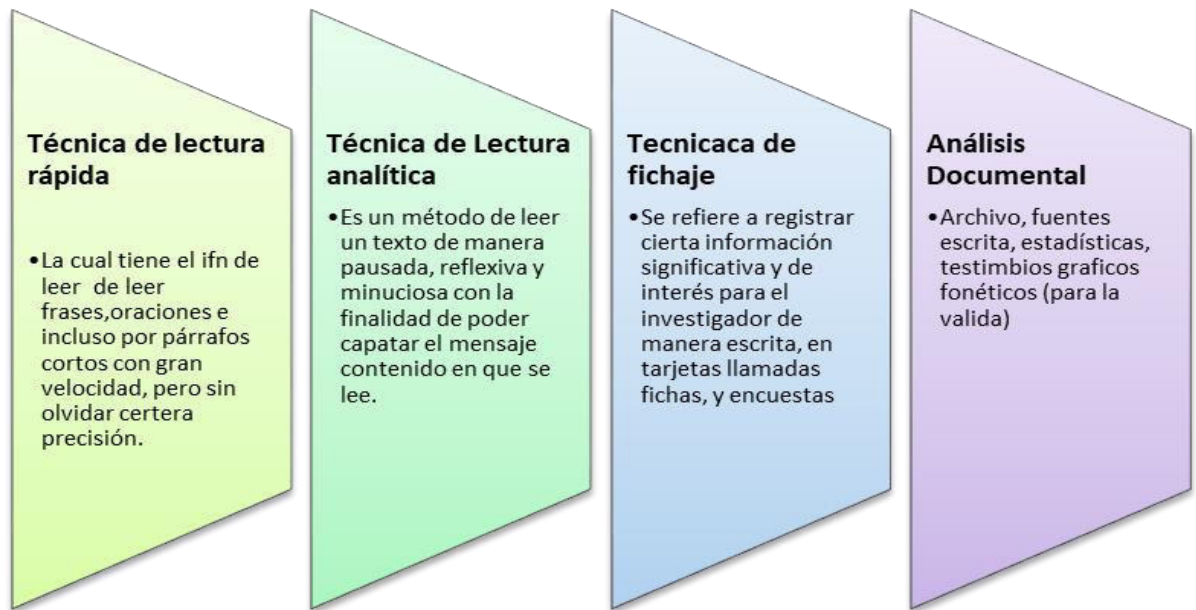 Técnica de lectura
rápida
•La cual tiene el ifn de
leer de leer
frases,oraciones e
incluso por párrafos
cortos con gran
velocidad, pero sin
olvidar certera
precisión.
Técnica de Lectura
analítica
•Es un método de leer
un texto de manera
pausada, reflexiva y
minuciosa con la
finalidad de poder
capatar el mensaje
contenido en que se
lee.
Tecnicaca de
fichaje
•Se refiere a registrar
cierta información
significativa y de
interés para el
investigador de
manera escrita, en
tarjetas llamadas
fichas, y encuestas
Análisis
Documental
•Archivo, fuentes
escrita, estadísticas,
testimbios graficos
fonéticos (para la
valida)